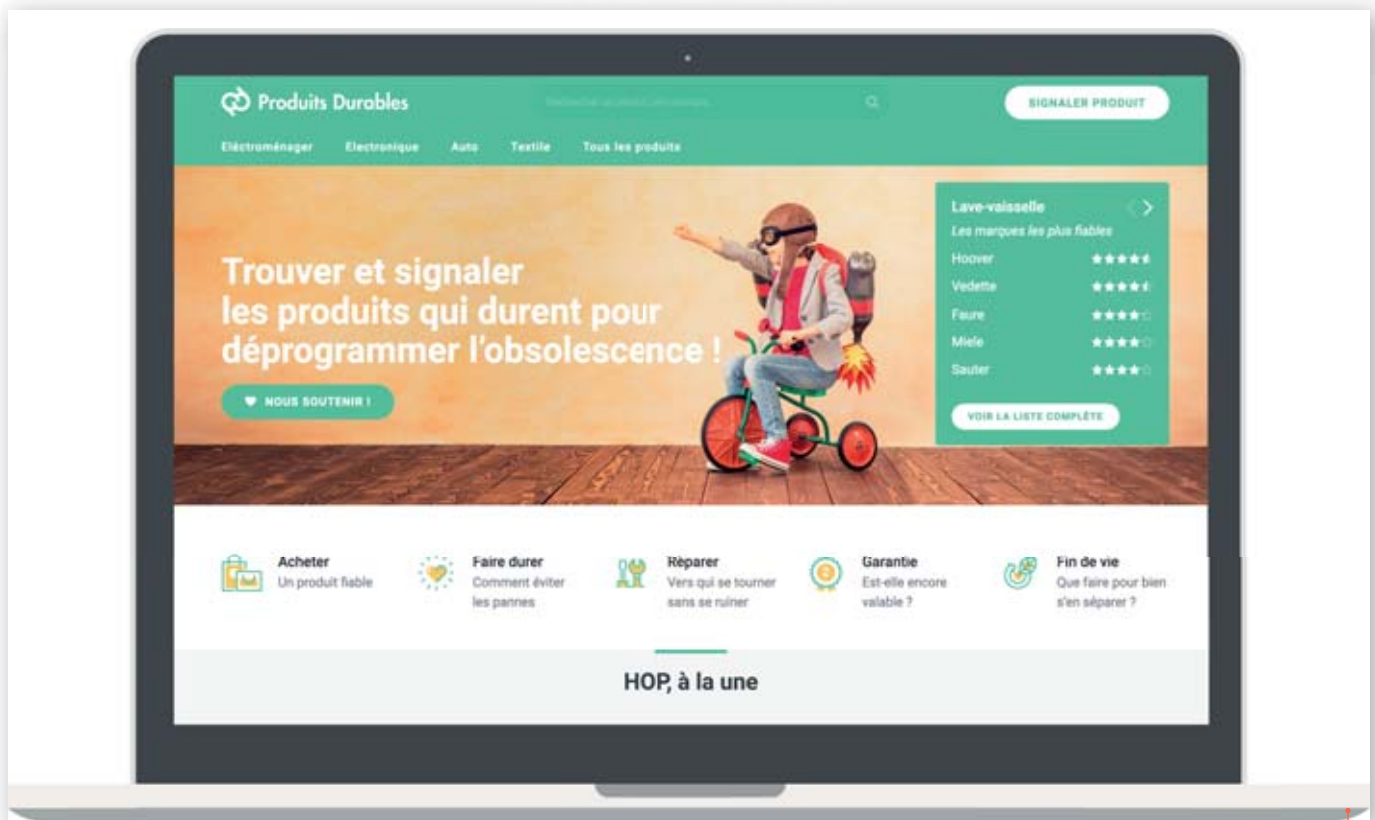 Produits Durables
SIGNALER PRODUIT
Eléctroménager Electronique Auto Textile Tous les produits
Trouver et signaler
les produits qui durent pour
déprogrammer l'obsolescence !
NOUS SOUTENIR !
Lave-vaisselle
Les marques les plus fiables
Hoover
Vedette
Faure
Miele
Sauter
VOIR LA LISTE COMPLÈTE
Acheter
Un produit fiable
Faire durer
Comment éviter
les pannes
Réparer
Vers qui se tourner
sans se ruiner
Garantie
Est-elle encore
valable ?
Fin de vie
Que faire pour bien
s'en séparer ?
HOP, à la une